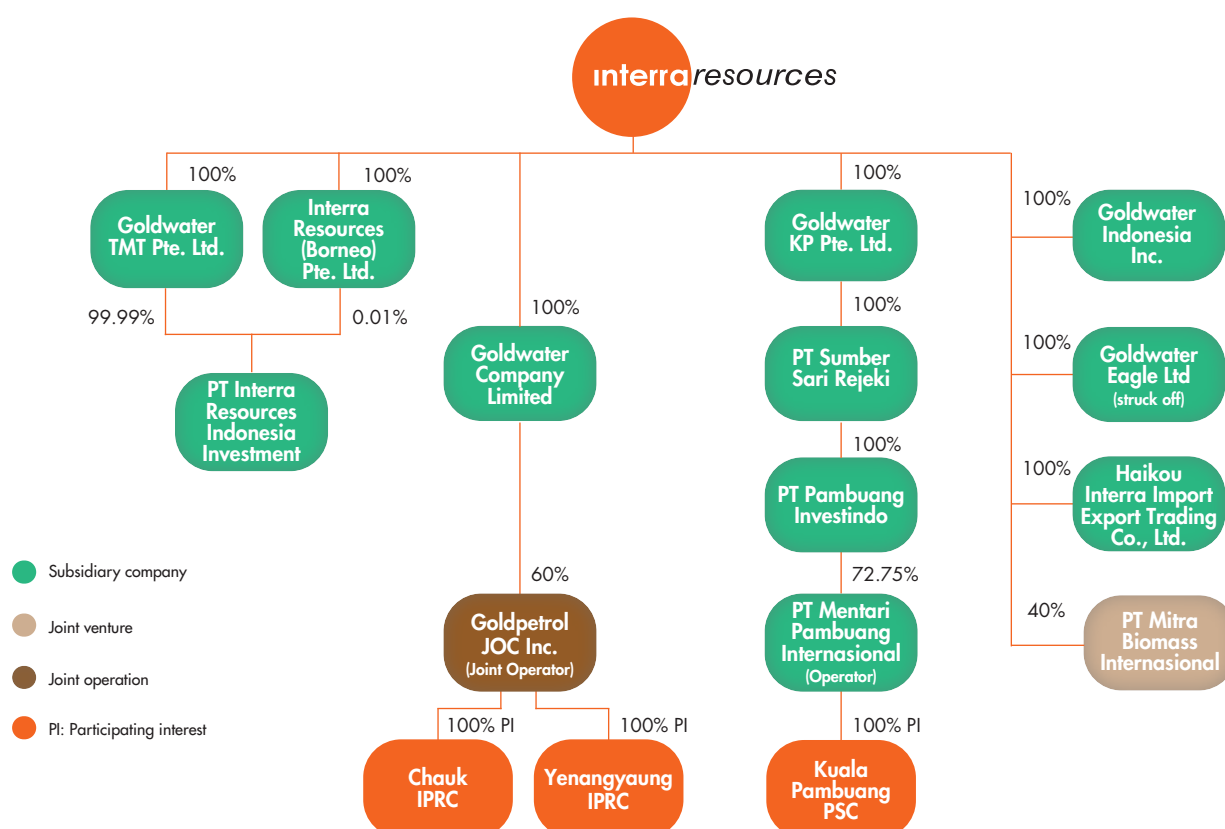 interraresources
100%
100%
100%
100%
Goldwater
TMT Pte. Ltd.
Interra
Resources
(Borneo)
Pte. Ltd.
Goldwater
KP Pte. Ltd.
Goldwater
Indonesia
Inc.
99.99%
0.01%
100%
100%
PT Interra
Resources
Indonesia
Investment
Goldwater
Company
Limited
PT Sumber
Sari Rejeki
100%
Goldwater
Eagle Ltd
(struck off)
100%
PT Pambuang
Investindo
100%
Haikou
Interra Import
Export Trading
Co., Ltd.
60%
72.75%
Goldpetrol
JOC Inc.
(Joint Operator)
PT Mentari
Pambuang
Internasional
(Operator)
40%
PT Mitra
Biomass
Internasional
100% PI
100% PI
100% PI
Chauk
IPRC
Yenangyaung
IPRC
Kuala
Pambuang
PSC
Subsidiary company
Joint venture
Joint operation
PI: Participating interest